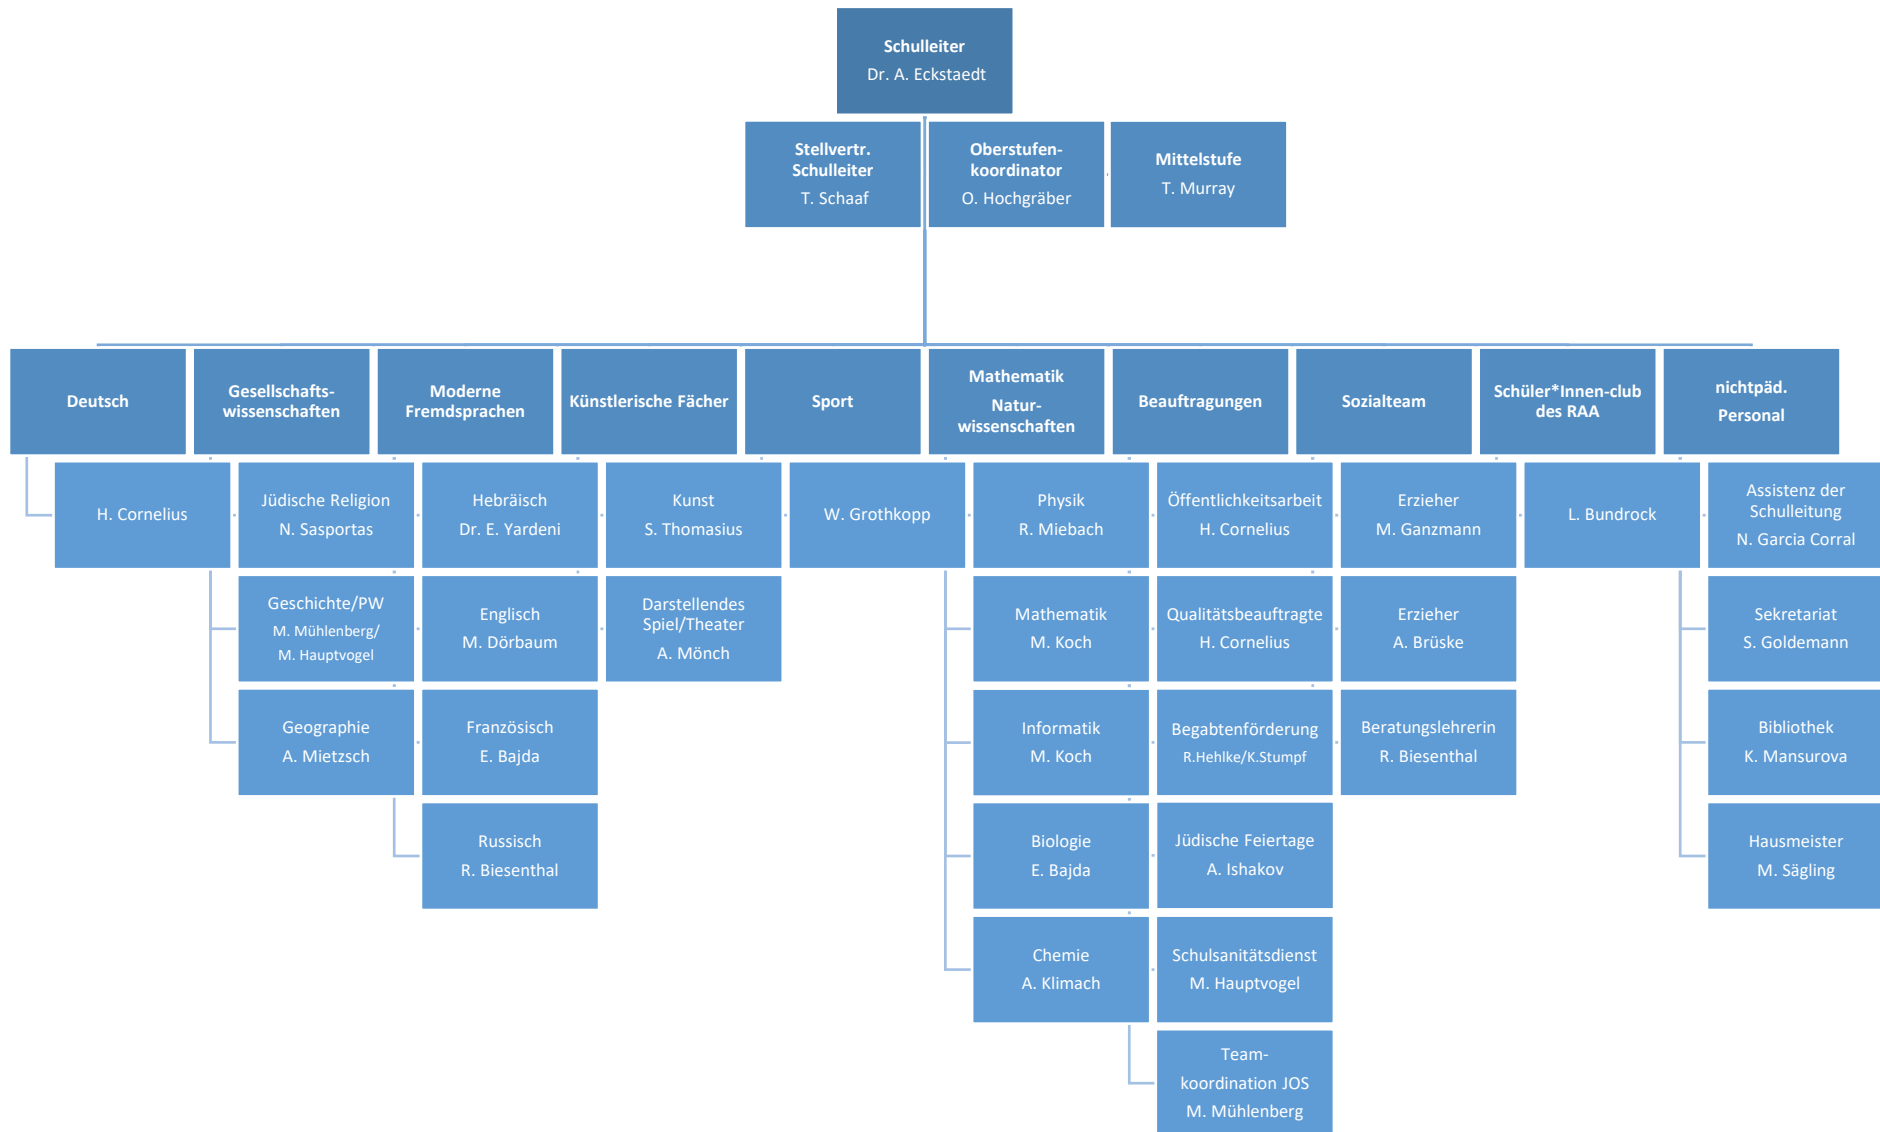 Schulleiter
Dr. A. Eckstaedt
Stellvertr.
Schulleiter
T. Schaaf
Oberstufen-
koordinator
O. Hochgräber
Mittelstufe
T. Murray
Deutsch
H. Cornelius
Gesellschafts-
wissenschaften
Jüdische Religion
N. Sasportas
Geschichte/PW
M. Mühlenberg/
M. Hauptvogel
Geographie
A. Mietzsch
Moderne
Fremdsprachen
Hebräisch
Dr. E. Yardeni
Englisch
M. Dörbaum
Französisch
E. Bajda
Russisch
R. Biesenthal
Künstlerische Fächer
Kunst
S. Thomasius
Darstellendes
Spiel/Theater
A. Mönch
Sport
W. Grothkopp
Mathematik
Natur-
wissenschaften
Physik
R. Miebach
Mathematik
M. Koch
Informatik
M. Koch
Biologie
E. Bajda
Chemie
A. Klimach
Beauftragungen
Öffentlichkeitsarbeit
H. Cornelius
Qualitätsbeauftragte
H. Cornelius
Begabtenförderung
R.Hehlke/K.Stumpf
Jüdische Feiertage
A. Ishakov
Schulsanitätsdienst
M. Hauptvogel
Team-
koordination JOS
M. Mühlenberg
Sozialteam
Erzieher
M. Ganzmann
Erzieher
A. Brüske
Beratungslehrerin
R. Biesenthal
Schüler*Innen-club
des RAA
L. Bundrock
nichtpäd.
Personal
Assistenz der
Schulleitung
N. Garcia Corral
Sekretariat
S. Goldemann
Bibliothek
K. Mansurova
Hausmeister
M. Sägling